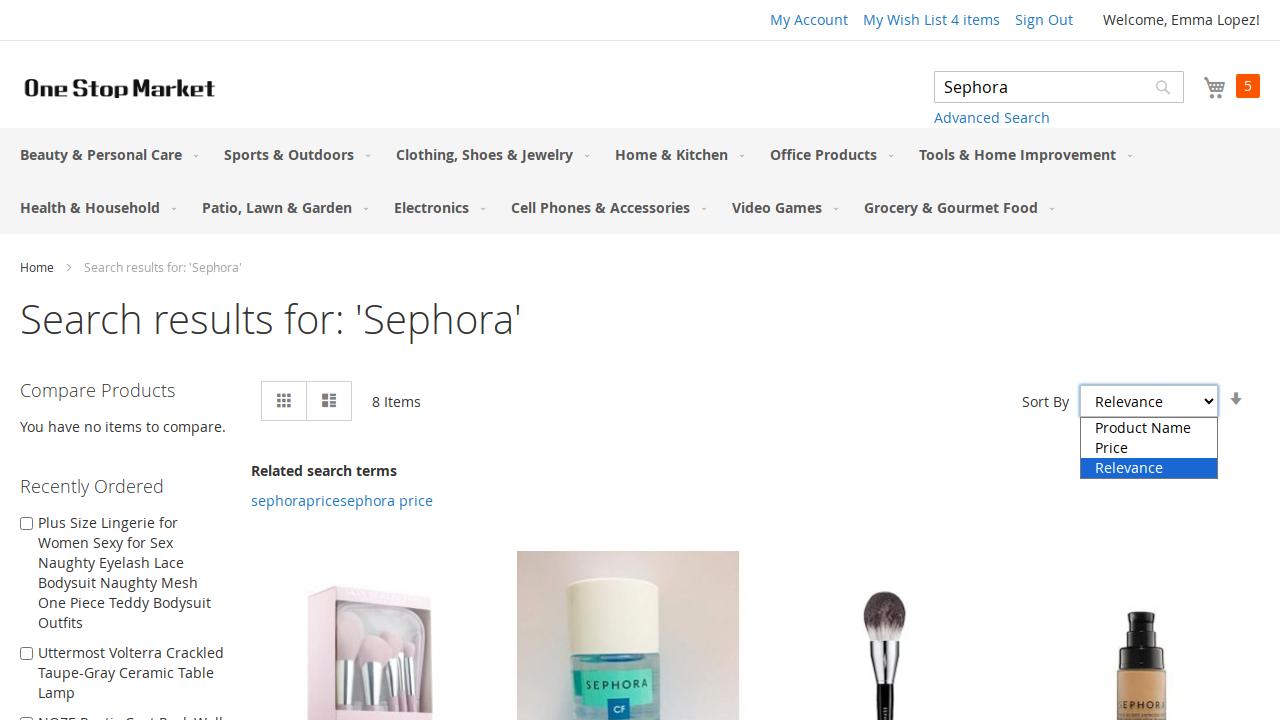 My Account My Wish List 4 items Sign Out Welcome, Emma Lopez!
One Stop Market
Sephora
5
Advanced Search
Beauty & Personal Care Sports & Outdoors Clothing, Shoes & Jewelry Home & Kitchen Office Products Tools & Home Improvement
Health & Household Patio, Lawn & Garden Electronics Cell Phones & Accessories Video Games Grocery & Gourmet Food
Home Search results for: 'Sephora'
Search results for: 'Sephora'
Compare Products
You have no items to compare.
Recently Ordered
Plus Size Lingerie for
Women Sexy for Sex
Naughty Eyelash Lace
Bodysuit Naughty Mesh
One Piece Teddy Bodysuit
Outfits
Uttermost Volterra Crackled
Taupe-Gray Ceramic Table
Lamp
8 Items
Sort By Relevance
Product Name
Price
Relevance
Related search terms
sephorapricesephora price
SEPHORA
CF
SEPHORA